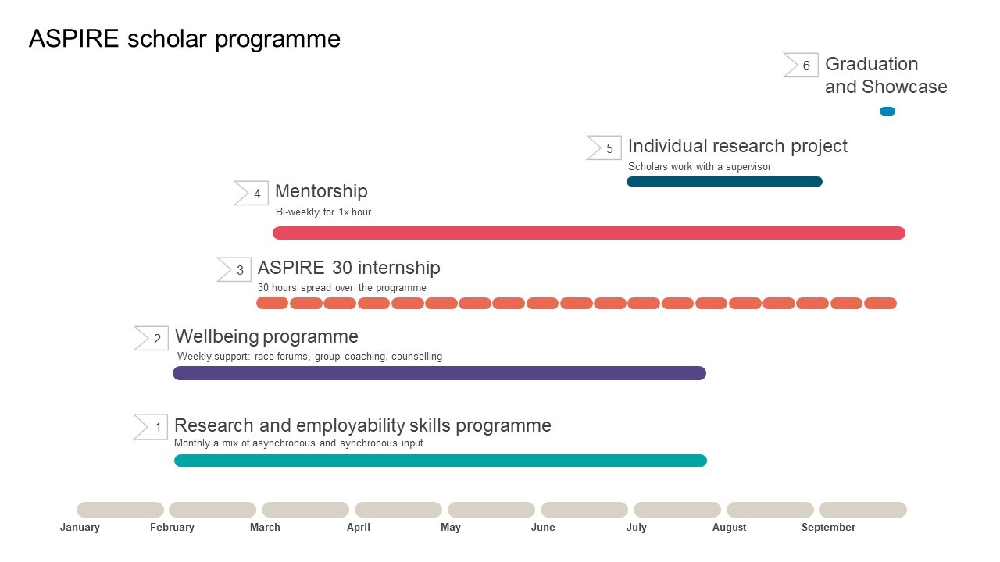 ASPIRE scholar programme
6
Graduation
and Showcase
5
Individual research project
Scholars work with a supervisor
4
Mentorship
Bi-weekly for 1x hour
3
ASPIRE 30 internship
30 hours spread over the programme
2
Wellbeing programme
Weekly support: race forums, group coaching, counselling
1
Research and employability skills programme
Monthly a mix of asynchronous and synchronous input
January February March April May June July August September